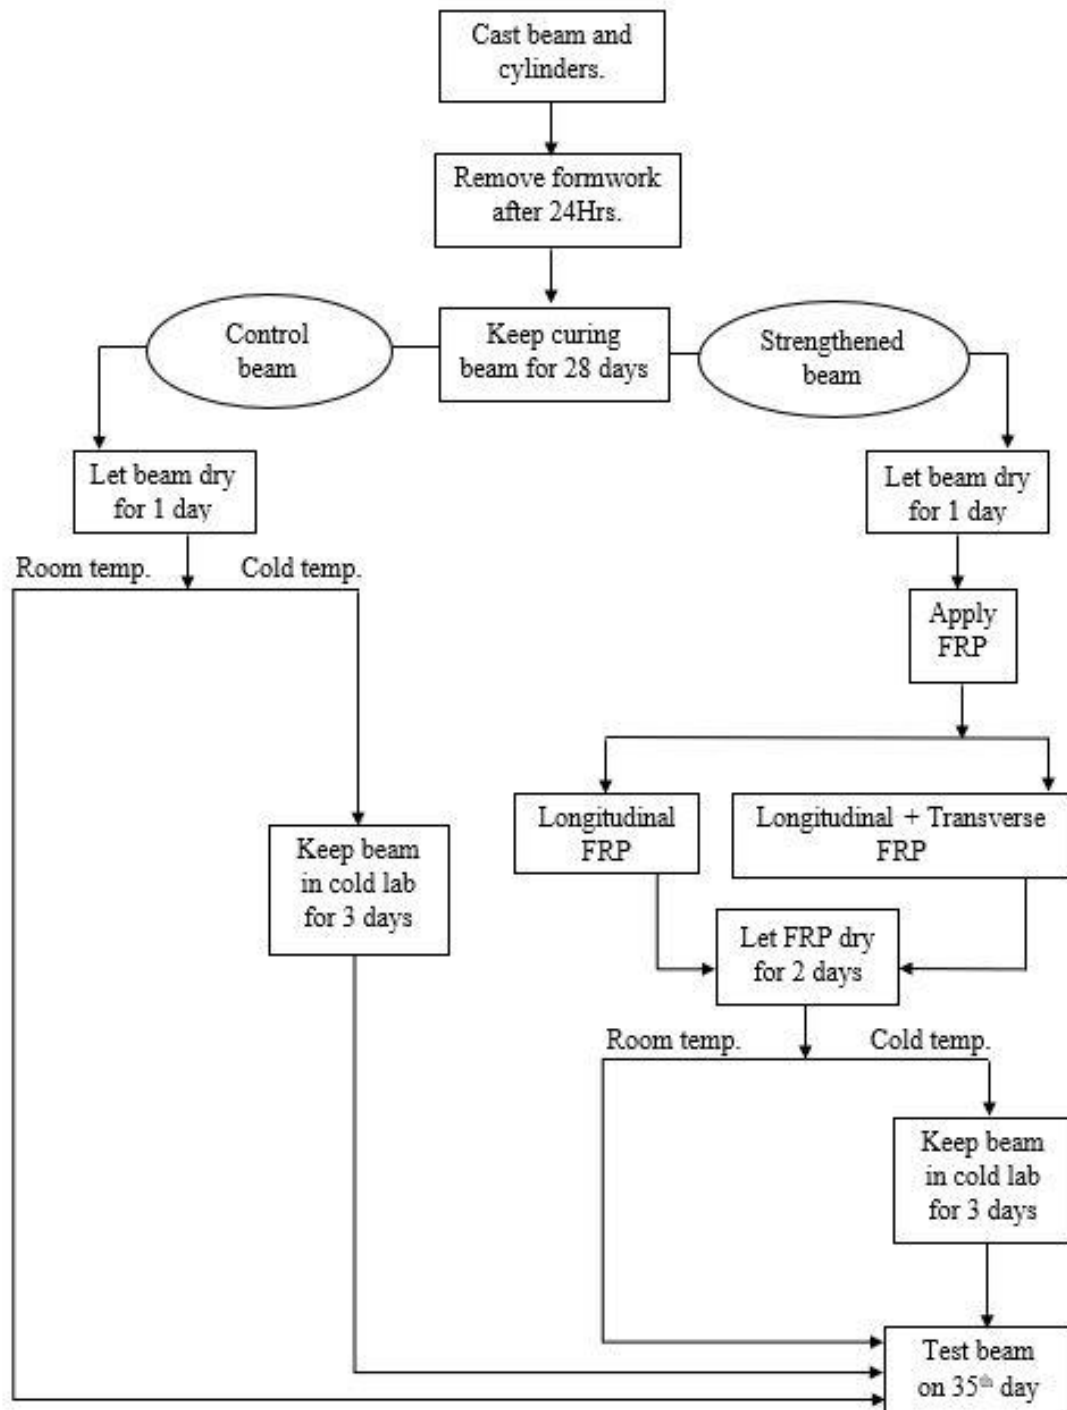 Cast beam and
cylinders.
Remove formwork
after 24Hrs.
Control
beam
Keep curing
beam for 28 days
Strengthened
beam
Let beam dry
for 1 day
Let beam dry
for 1 day
Room temp.
Cold temp.
Apply
FRP
Longitudinal
FRP
Longitudinal + Transverse
FRP
Keep beam
in cold lab
for 3 days
Let FRP dry
for 2 days
Room temp.
Cold temp.
Keep beam
in cold lab
for 3 days
Test beam
on 35th day